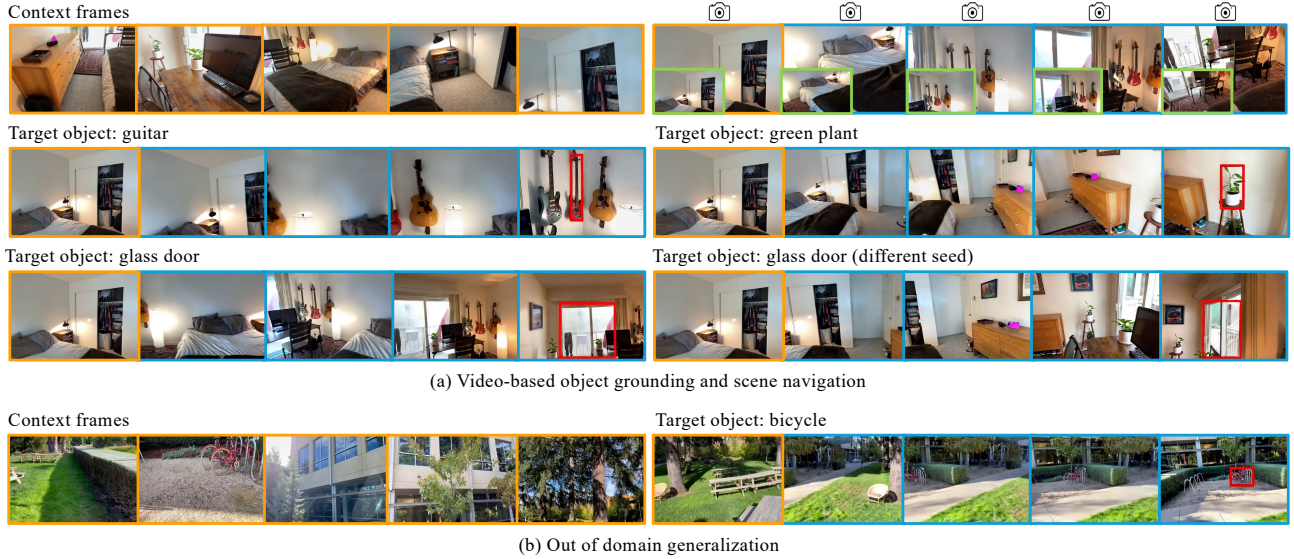 Context frames
Target object: guitar
Target object: green plant
Target object: glass door
Target object: glass door (different seed)
(a) Video-based object grounding and scene navigation
Context frames
Target object: bicycle
(b) Out of domain generalization